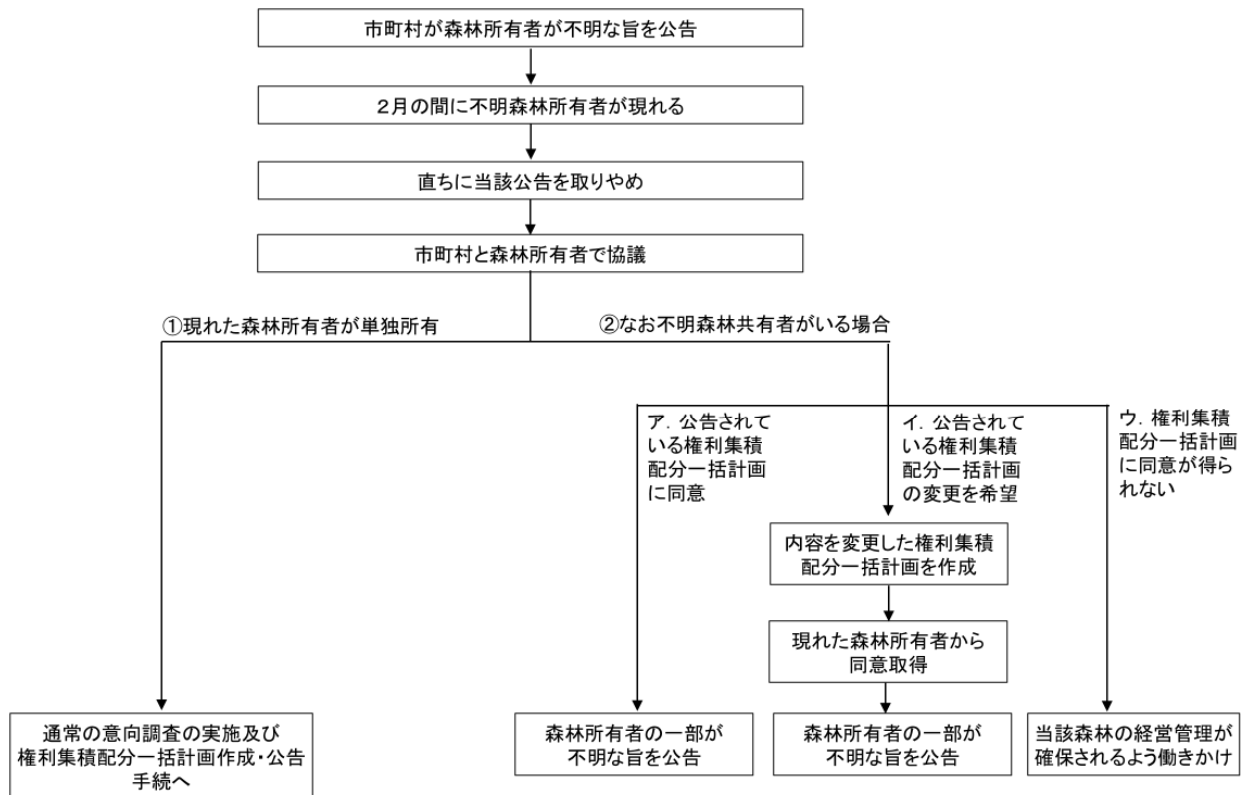 市町村が森林所有者が不明な旨を公告
２月の間に不明森林所有者が現れる
直ちに当該公告を取りやめ
市町村と森林所有者で協議
①現れた森林所有者が単独所有
②なお不明森林共有者がいる場合
ア．公告されて
いる権利集積
配分一括計画
に同意
イ．公告されて
いる権利集積
配分一括計画
の変更を希望
ウ．権利集積
配分一括計画
に同意が得ら
れない
内容を変更した権利集積
配分一括計画を作成
現れた森林所有者から
同意取得
通常の意向調査の実施及び
権利集積配分一括計画作成・公告
手続へ
森林所有者の一部が
不明な旨を公告
森林所有者の一部が
不明な旨を公告
当該森林の経営管理が
確保されるよう働きかけ